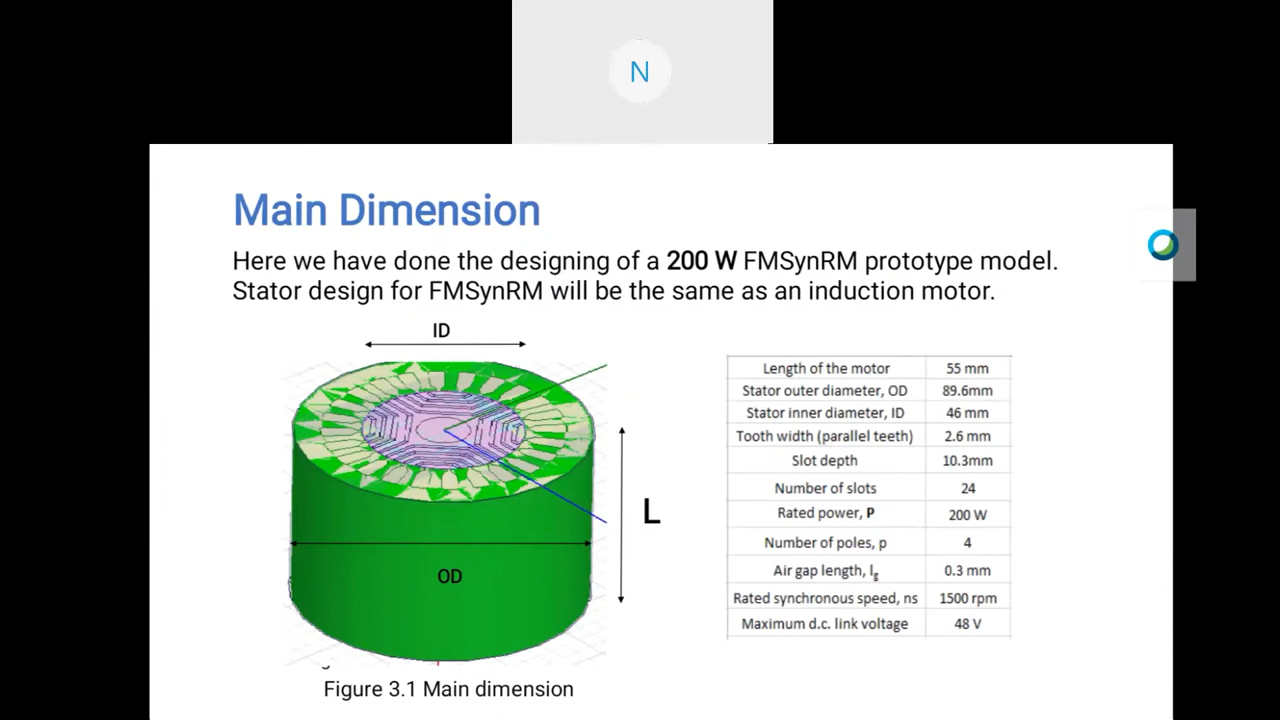 N
Main Dimension
Here we have done the designing of a 200 W FMSynRM prototype model.
Stator design for FMSynRM will be the same as an induction motor.
ID
L
OD
Figure 3.1 Main dimension
Length of the motor 55 mm
Stator outer diameter, OD 89.6mm
Stator inner diameter, ID 46 mm
Tooth width (parallel teeth) 2.6 mm
Slot depth 10.3mm
Number of slots 24
Rated power, P 200 W
Number of poles, p 4
Air gap length, lg 0.3 mm
Rated synchronous speed, ns 1500 rpm
Maximum d.c. link voltage 48 V